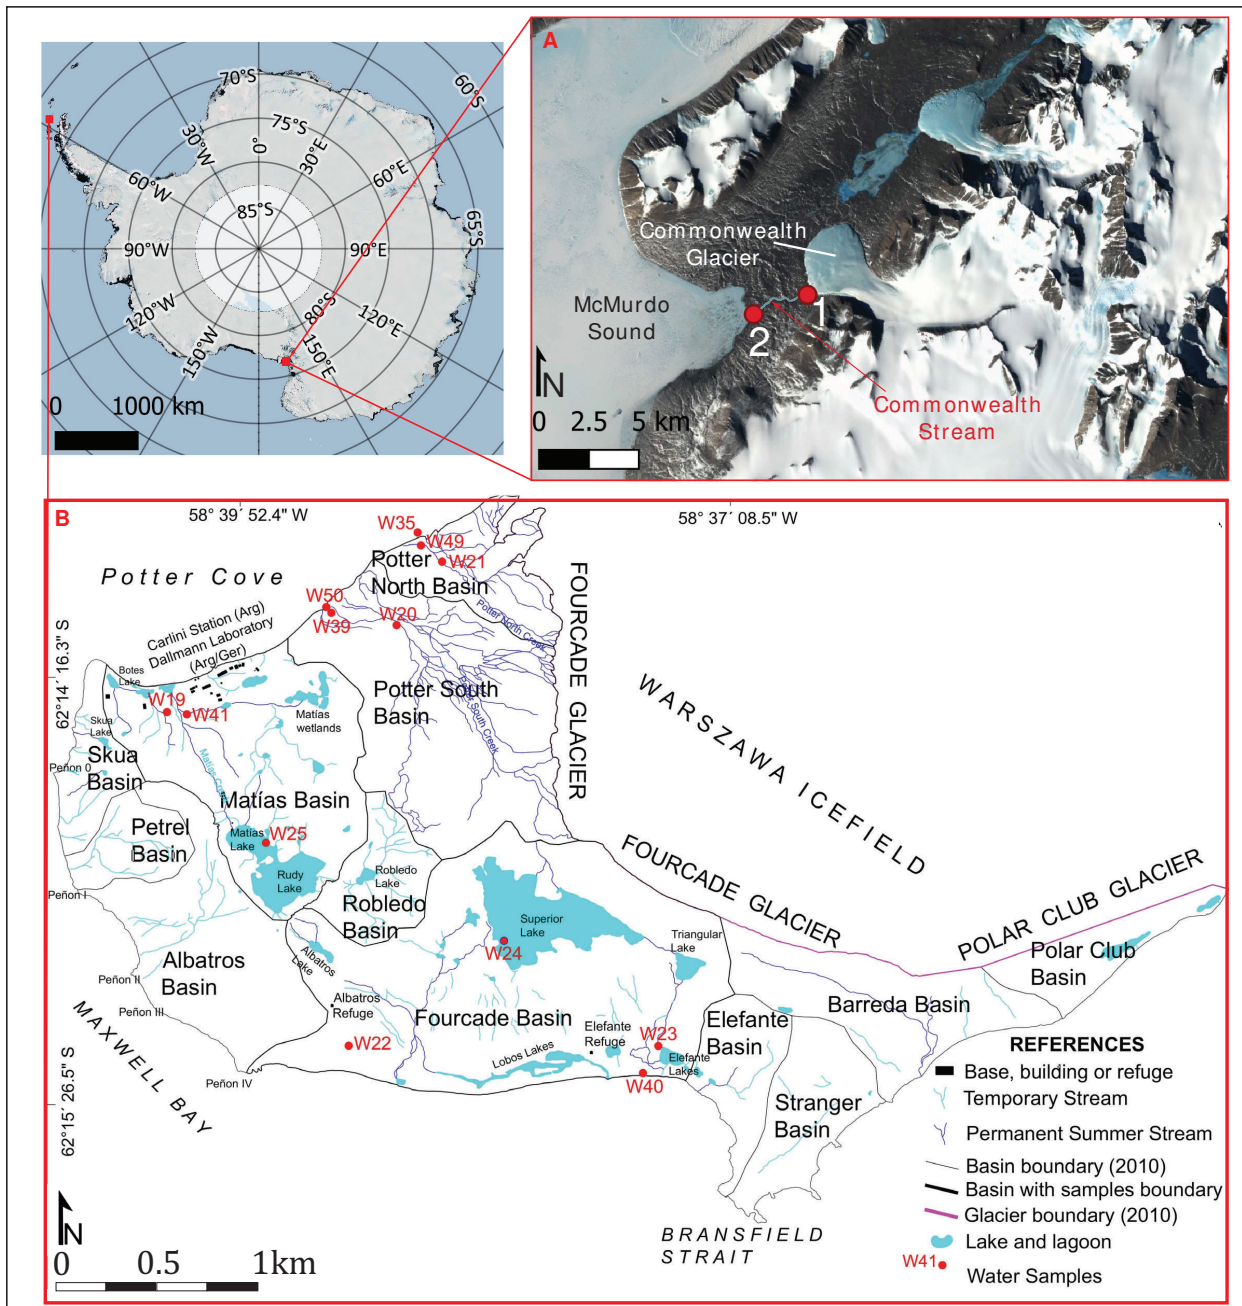 70°S
60°S
75°S
30°W
0°
30°E
60°W
60°E
85°S
65°S
90°W
90°E
80°S
120°W
120°E
150°W
150°E
0 1000 km
A
Commonwealth
Glacier
McMurdo
Sound
1
2
N
0 2.5 5 km
Commonwealth
Stream
B
58° 39´ 52.4" W
58° 37´ 08.5" W
62°14´ 16.3" S
62°15´ 26.5" S
Potter Cove
W35
W49
W21
Potter
North Basin
Potter North Creek
W50
W39
W20
Carlini Station (Arg)
Dallmann Laboratory
(Arg/Ger)
Botes
Lake
W19
W41
Matías
wetlands
Skua
Lake
Skua
Basin
Peñon 0
Potter South
Basin
Potter South Creek
FOURCADE GLACIER
WARSZAWA ICEFIELD
Matías Creek
Matías Basin
Petrel
Basin
Matías
Lake
W25
Rudy
Lake
Robledo
Lake
Robledo
Basin
Peñon I
Superior
Lake
W24
FOURCADE GLACIER
POLAR CLUB GLACIER
Polar Club
Basin
Triangular
Lake
Albatros
Basin
Albatros
Lake
Peñon II
Peñon III
Peñon IV
MAXWELL BAY
Albatros
Refuge
W22
Fourcade Basin
Lobos Lakes
Elefante
Refuge
W23
Elefante
Lakes
W40
Elefante
Basin
Barreda Basin
Stranger
Basin
BRANSFIELD
STRAIT
N
0 0.5 1km
REFERENCES
Base, building or refuge
Temporary Stream
Permanent Summer Stream
Basin boundary (2010)
Basin with samples boundary
Glacier boundary (2010)
Lake and lagoon
W41
Water Samples